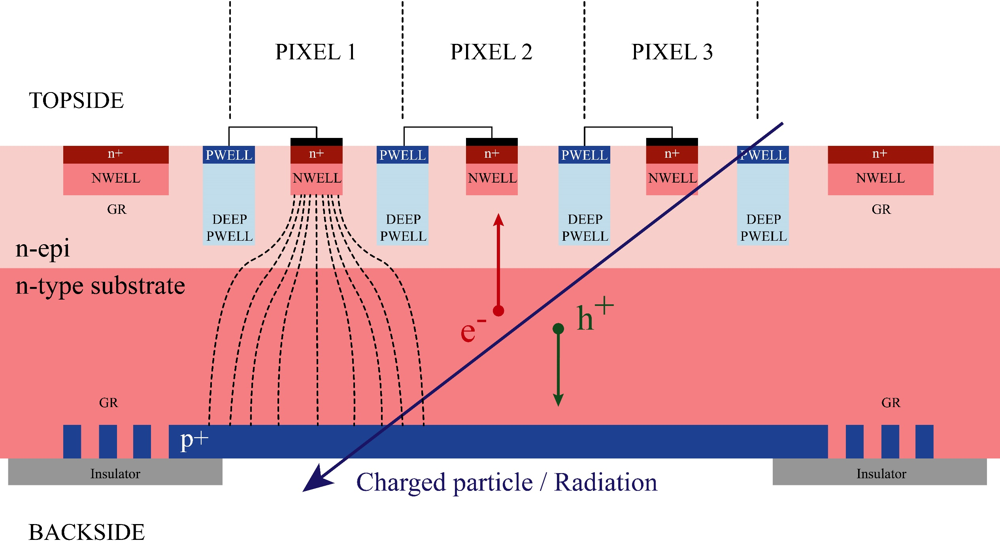 PIXEL 1
PIXEL 2
PIXEL 3
TOPSIDE
n+
PWELL
n+
PWELL
n+
PWELL
n+
PWELL
n+
NWELL
NWELL
NWELL
NWELL
NWELL
GR
DEEP
PWELL
DEEP
PWELL
DEEP
PWELL
DEEP
PWELL
GR
n-epi
n-type substrate
e-
h+
GR
GR
p+
Insulator
Insulator
Charged particle / Radiation
BACKSIDE